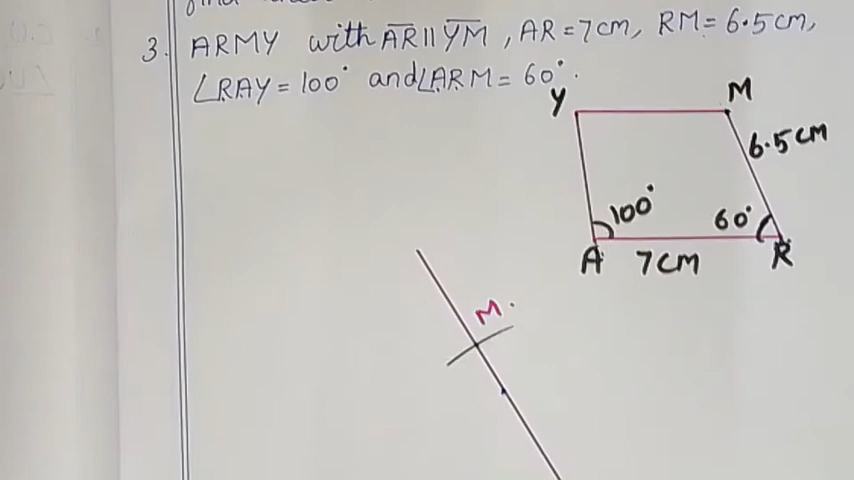 3. ARMY with AR || YM, AR = 7cm, RM = 6.5cm,
∠RAY = 100° and ∠ARM = 60°.
Y
M
6.5cm
100°
60°
A
7CM
R
M.